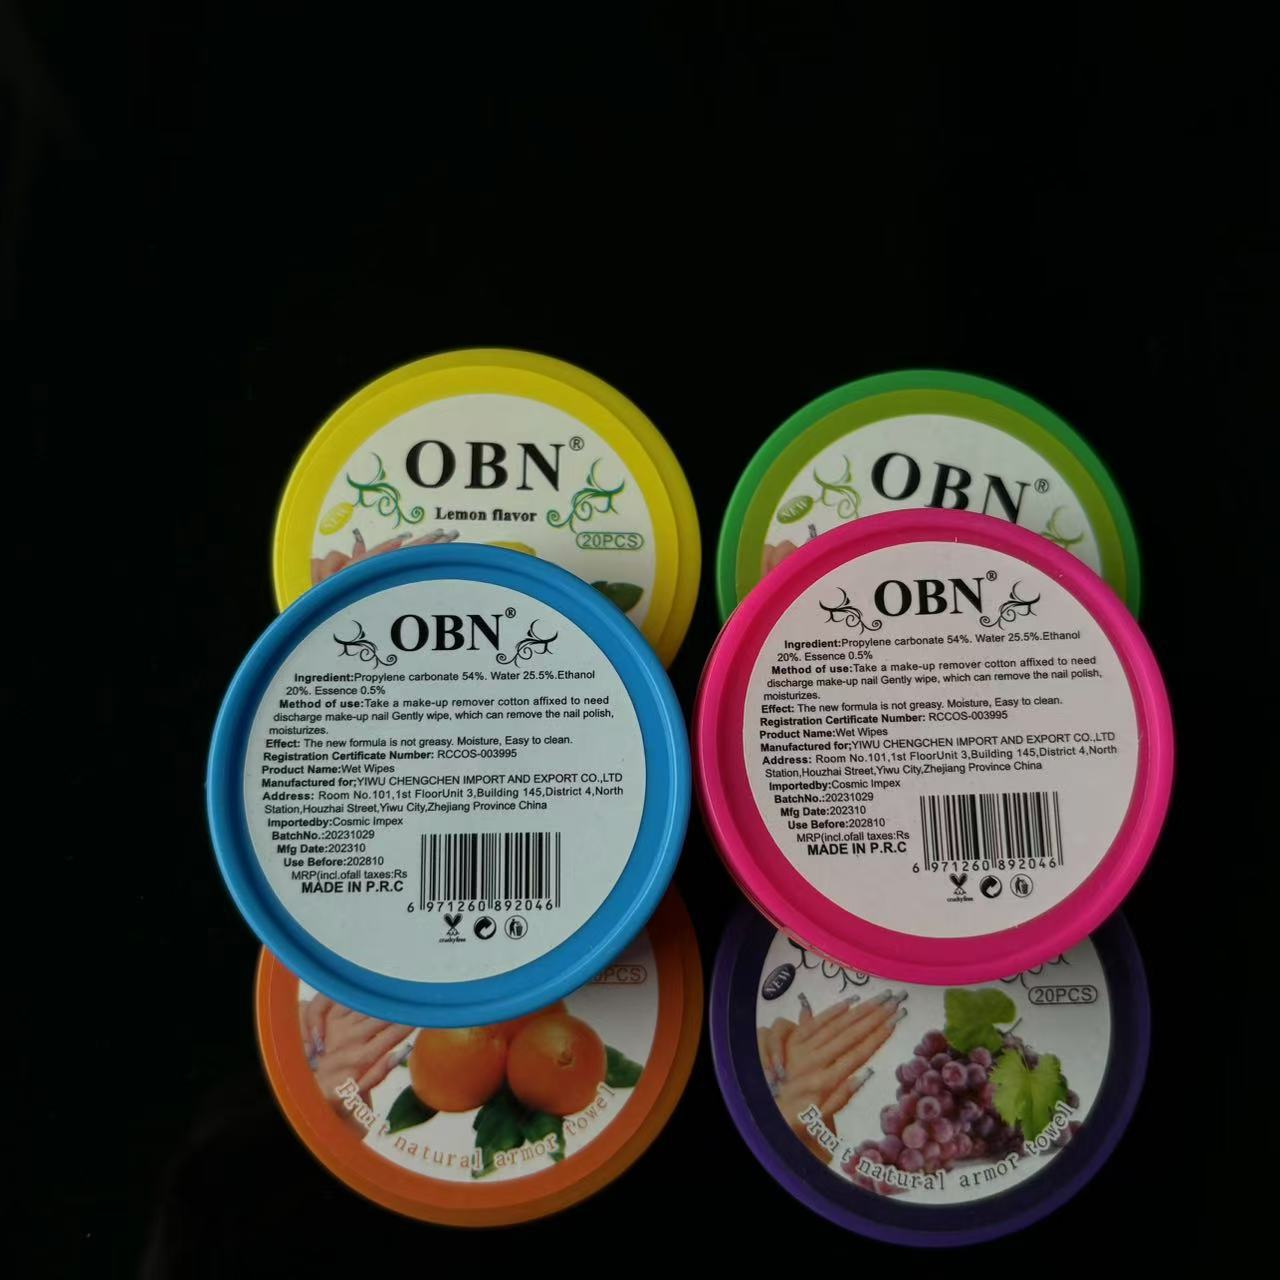 OBN®
Lemon flavor
NEW
20PCS
OBN®
NEW
OBN®
Ingredient:Propylene carbonate 54%. Water 25.5%.Ethanol
20%. Essence 0.5%
Method of use:Take a make-up remover cotton affixed to need
discharge make-up nail Gently wipe, which can remove the nail polish,
moisturizes.
Effect: The new formula is not greasy. Moisture, Easy to clean.
Registration Certificate Number: RCCOS-003995
Product Name:Wet Wipes
Manufactured for;YIWU CHENGCHEN IMPORT AND EXPORT CO.,LTD
Address: Room No.101,1st FloorUnit 3,Building 145,District 4,North
Station,Houzhai Street,Yiwu City,Zhejiang Province China
Importedby:Cosmic Impex
BatchNo.:20231029
Mfg Date:202310
Use Before:202810
MRP(incl.ofall taxes:Rs
MADE IN P.R.C
6 971260 892046
crueltyfree
OBN®
Ingredient:Propylene carbonate 54%. Water 25.5%.Ethanol
20%. Essence 0.5%
Method of use:Take a make-up remover cotton affixed to need
discharge make-up nail Gently wipe, which can remove the nail polish,
moisturizes.
Effect: The new formula is not greasy. Moisture, Easy to clean.
Registration Certificate Number: RCCOS-003995
Product Name:Wet Wipes
Manufactured for;YIWU CHENGCHEN IMPORT AND EXPORT CO.,LTD
Address: Room No.101,1st FloorUnit 3,Building 145,District 4,North
Station,Houzhai Street,Yiwu City,Zhejiang Province China
Importedby:Cosmic Impex
BatchNo.:20231029
Mfg Date:202310
Use Before:202810
MRP(incl.ofall taxes:Rs
MADE IN P.R.C
6 971260 892046
crueltyfree
PCS
Fruit natural armor towel
NEW
20PCS
Fruit natural armor towel